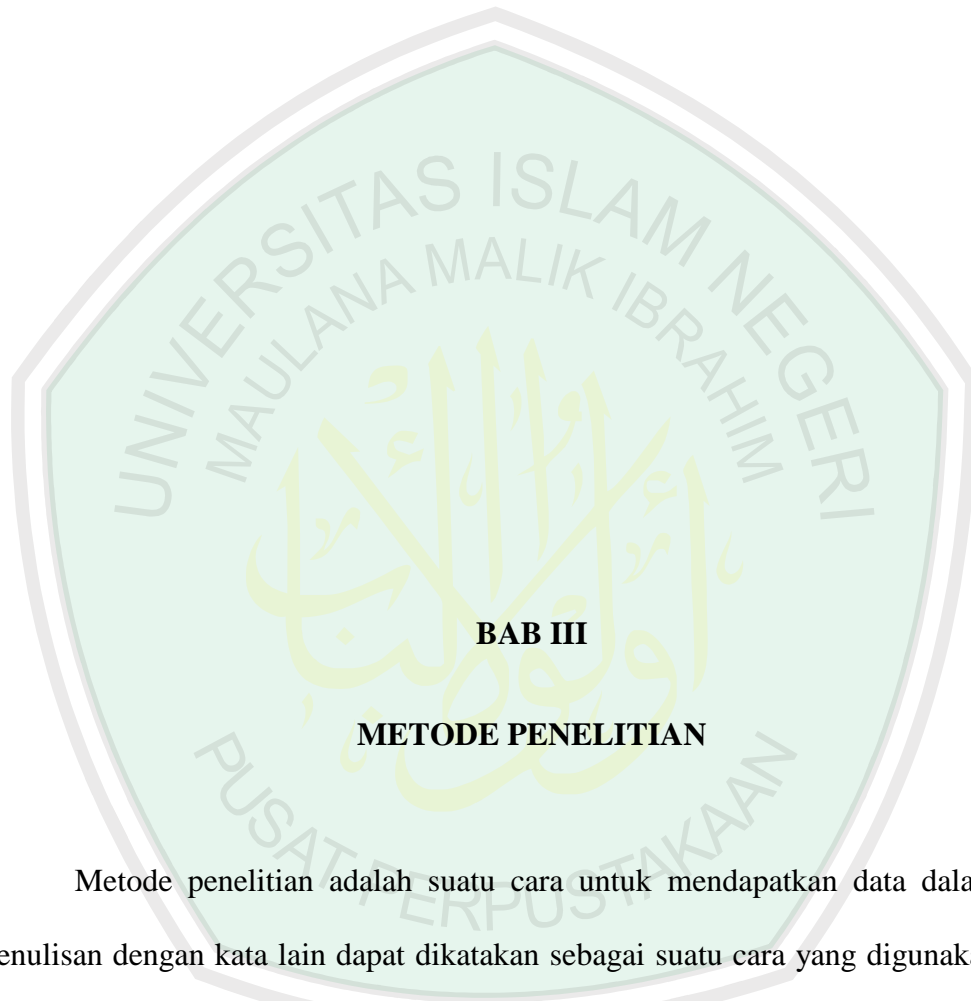 UNIVERSITAS ISLAM NEGERI
MAULANA MALIK IBRAHIM
BAB III
METODE PENELITIAN
Metode penelitian adalah suatu cara untuk mendapatkan data dala
enulisan dengan kata lain dapat dikatakan sebagai suatu cara yang digunaka
PUSAT PERPUSTAKAAN